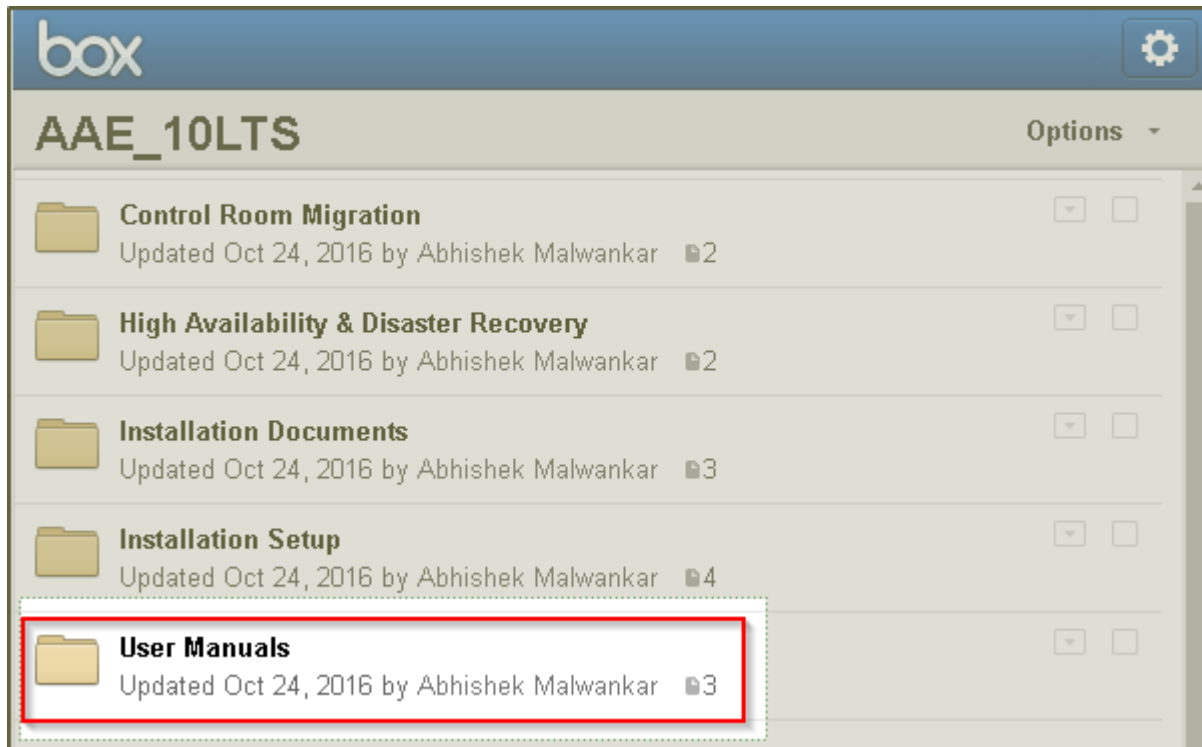 box
AAE_10LTS
Options
Control Room Migration
Updated Oct 24, 2016 by Abhishek Malwankar 2
High Availability & Disaster Recovery
Updated Oct 24, 2016 by Abhishek Malwankar 2
Installation Documents
Updated Oct 24, 2016 by Abhishek Malwankar 3
Installation Setup
Updated Oct 24, 2016 by Abhishek Malwankar 4
User Manuals
Updated Oct 24, 2016 by Abhishek Malwankar 3